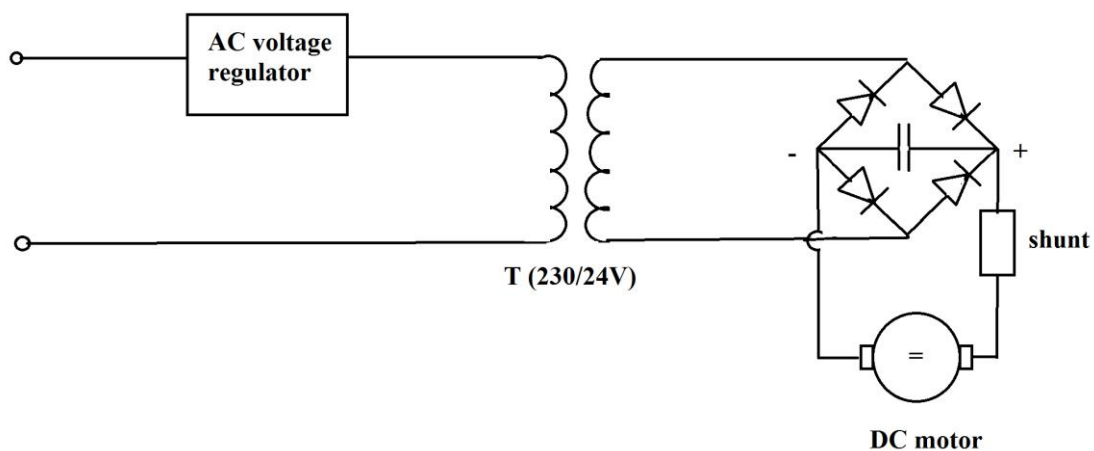 AC voltage
regulator
T (230/24V)
-
+
shunt
=
DC motor